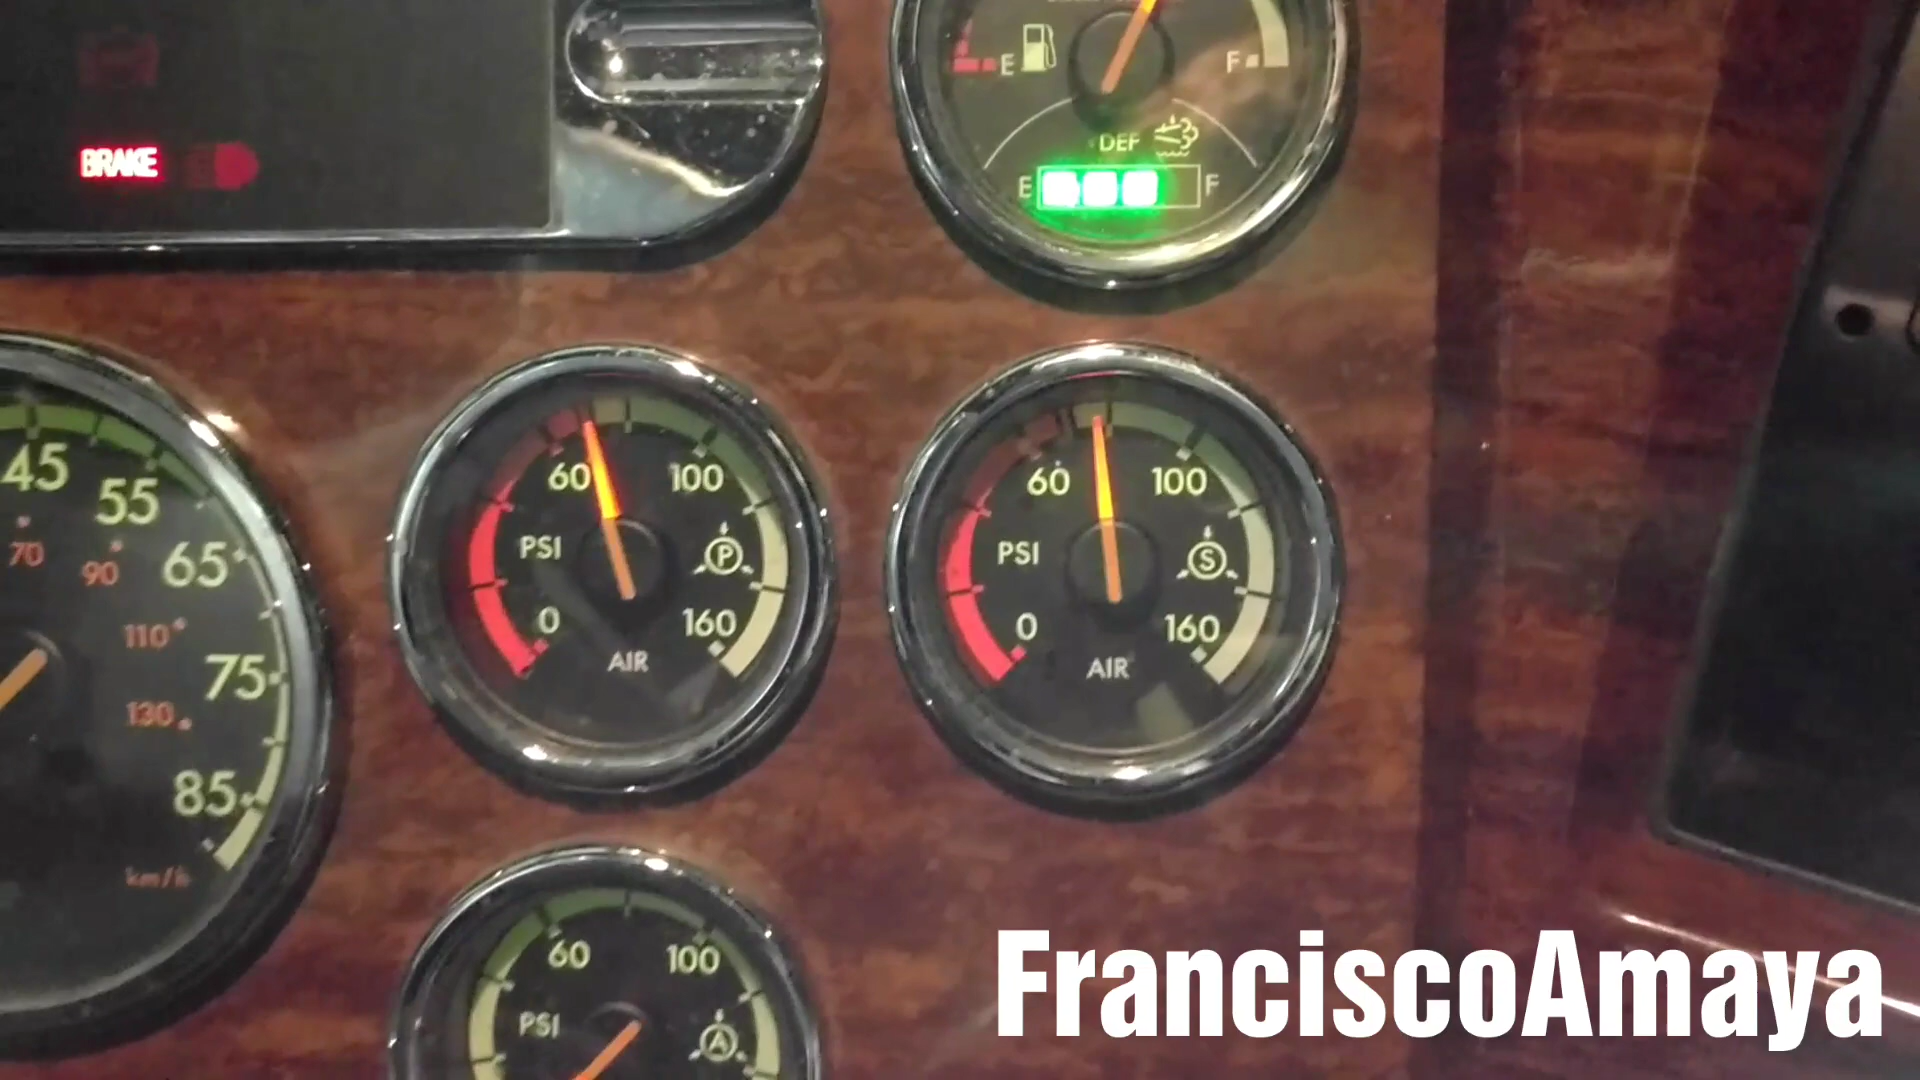 E
F
BRAKE
DEF
E
F
45
55
65
75
85
70
90
110
130
km/h
60
100
PSI
P
0
160
AIR
60
100
PSI
S
0
160
AIR
60
100
PSI
A
FranciscoAmaya